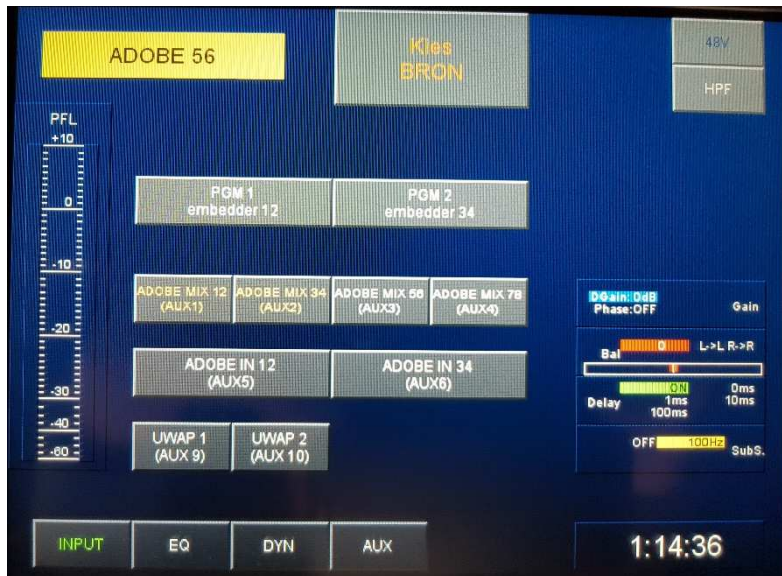 ADOBE 56
Kies
BRON
48V
HPF
PFL
+10
0
-10
-20
-30
-40
-60
PGM 1
embedder 12
PGM 2
embedder 34
ADOBE MIX 12
(AUX1)
ADOBE MIX 34
(AUX2)
ADOBE MIX 56
(AUX3)
ADOBE MIX 78
(AUX4)
ADOBE IN 12
(AUX5)
ADOBE IN 34
(AUX6)
UWAP 1
(AUX 9)
UWAP 2
(AUX 10)
DGain: 0dB
Phase:OFF
Gain
Bal
0
L->L R->R
Delay
ON
1ms
100ms
0ms
10ms
OFF
100Hz
SubS.
INPUT
EQ
DYN
AUX
1:14:36